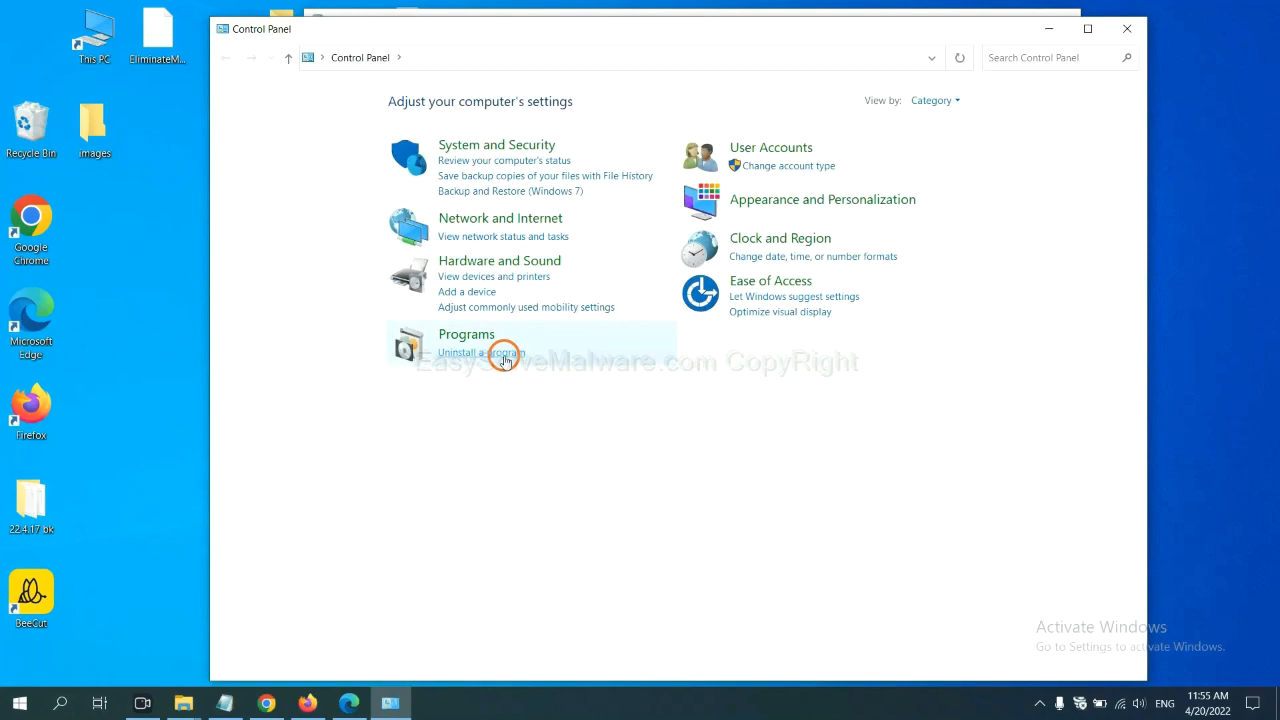 Control Panel
This PC
EliminateM...
Control Panel
Search Control Panel
Adjust your computer's settings
View by: Category
System and Security
Review your computer's status
Save backup copies of your files with File History
Backup and Restore (Windows 7)
Network and Internet
View network status and tasks
Hardware and Sound
View devices and printers
Add a device
Adjust commonly used mobility settings
Programs
Uninstall a program
User Accounts
Change account type
Appearance and Personalization
Clock and Region
Change date, time, or number formats
Ease of Access
Let Windows suggest settings
Optimize visual display
Recycle Bin
images
Google
Chrome
Microsoft
Edge
Firefox
22.4.17 bk
BeeCut
EasySolveMalware.com CopyRight
Activate Windows
Go to Settings to activate Windows.
ENG
11:55 AM
4/20/2022